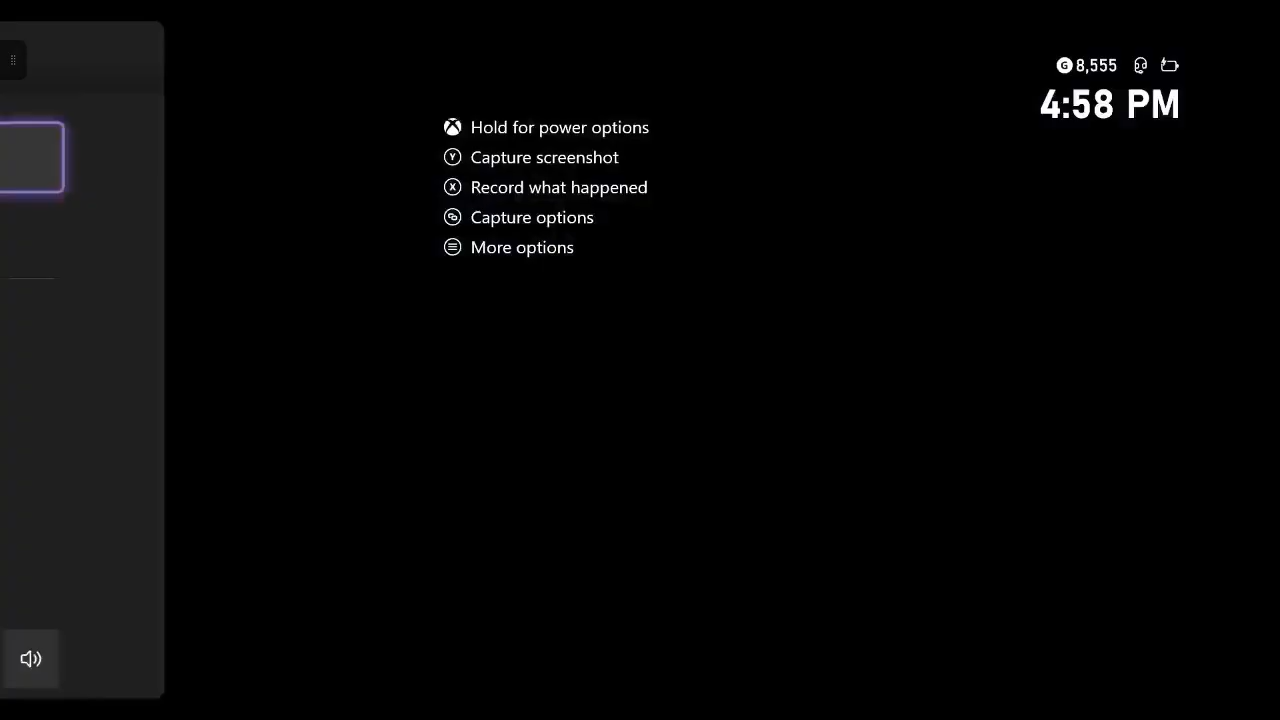 G 8,555
4:58 PM
Hold for power options
Y Capture screenshot
X Record what happened
Capture options
More options